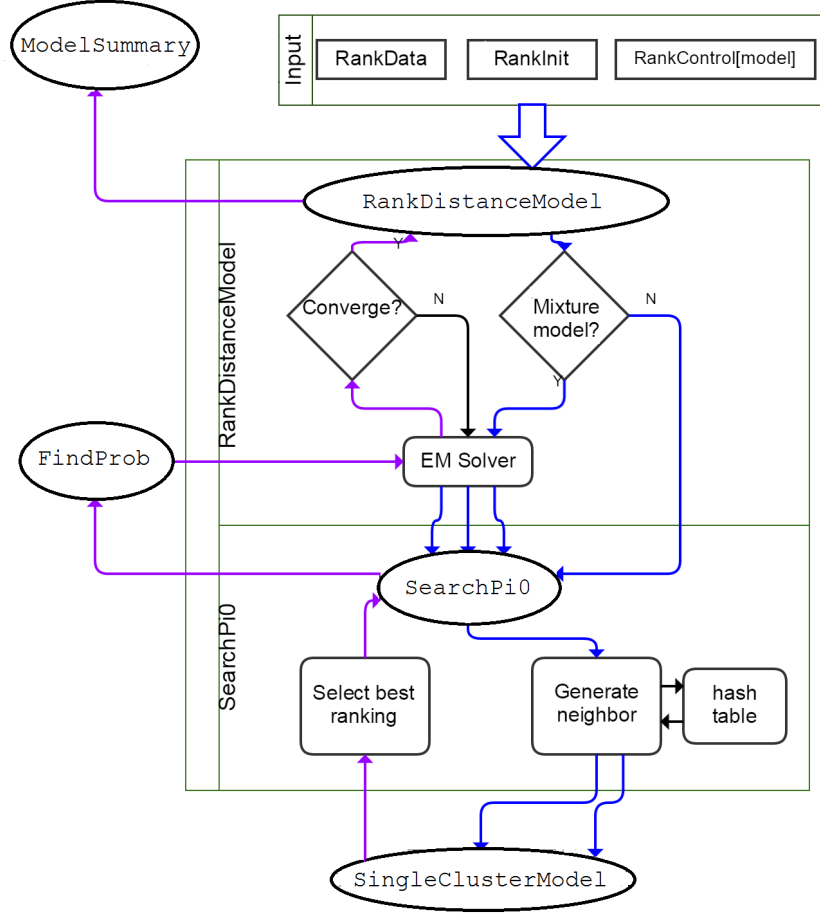 ModelSummary
Input
RankData
RankInit
RankControl[model]
RankDistanceModel
RankDistanceModel
Y
Converge?
N
Mixture
model?
N
Y
FindProb
EM Solver
SearchPi0
SearchPi0
Select best
ranking
Generate
neighbor
hash
table
SingleClusterModel